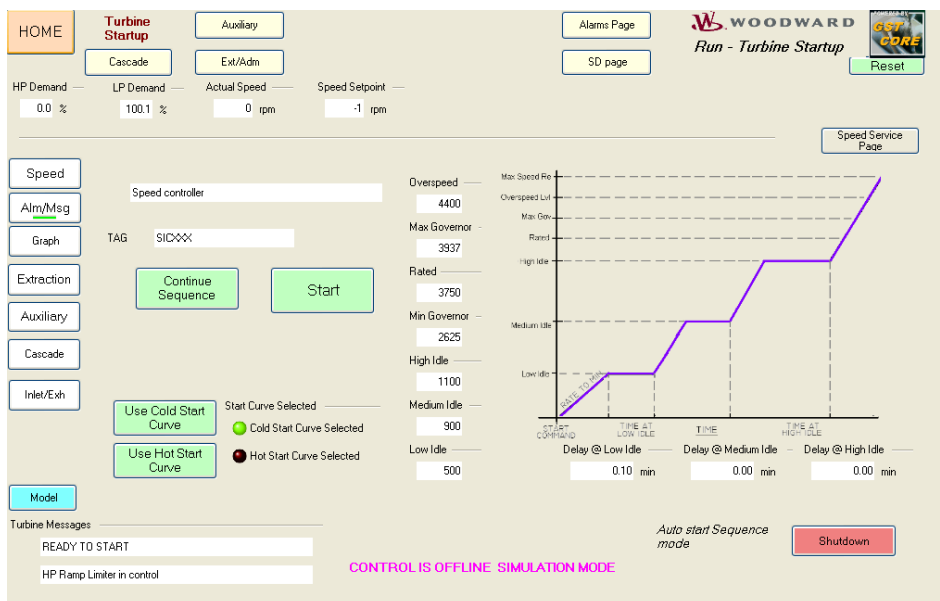 HOME
Turbine
Startup
Auxiliary
Alarms Page
WOODWARD
POWERED BY
GST
CORE
Run - Turbine Startup
Cascade
Ext/Adm
SD page
Reset
HP Demand
LP Demand
Actual Speed
Speed Setpoint
0.0 %
100.1 %
0 rpm
-1 rpm
Speed Service
Page
Speed
Alm/Msg
Graph
Extraction
Auxiliary
Cascade
Inlet/Exh
Model
Speed controller
TAG SICXXX
Continue
Sequence
Start
Use Cold Start
Curve
Use Hot Start
Curve
Start Curve Selected
Cold Start Curve Selected
Hot Start Curve Selected
Overspeed
4400
Max Governor
3937
Rated
3750
Min Governor
2625
High Idle
1100
Medium Idle
900
Low Idle
500
Max Speed Re
Overspeed Lvl
Max Gov
Rated
High Idle
Medium Idle
Low Idle
RATE TO MIN
START
COMMAND
TIME AT
LOW IDLE
TIME
TIME AT
HIGH IDLE
Delay @ Low Idle
Delay @ Medium Idle
Delay @ High Idle
0.10 min
0.00 min
0.00 min
Turbine Messages
READY TO START
HP Ramp Limiter in control
CONTROL IS OFFLINE SIMULATION MODE
Auto start Sequence
mode
Shutdown